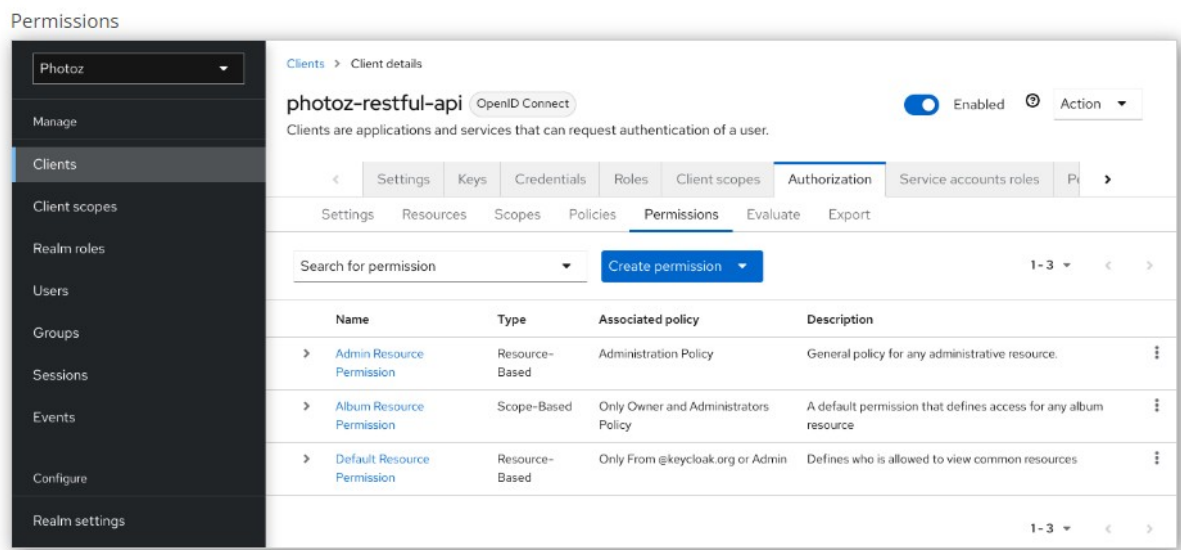 Permissions
Photoz
Manage
Clients
Client scopes
Realm roles
Users
Groups
Sessions
Events
Configure
Realm settings
Clients > Client details
photoz-restful-api OpenID Connect
Enabled
Action
Clients are applications and services that can request authentication of a user.
Settings Keys Credentials Roles Client scopes Authorization Service accounts roles
Settings Resources Scopes Policies Permissions Evaluate Export
Search for permission
Create permission
1-3
Name Type Associated policy Description
Admin Resource Resource- Administration Policy General policy for any administrative resource.
Permission Based
Album Resource Scope-Based Only Owner and Administrators A default permission that defines access for any album
Permission Policy resource
Default Resource Resource- Only From @keycloak.org or Admin Defines who is allowed to view common resources
Permission Based
1-3